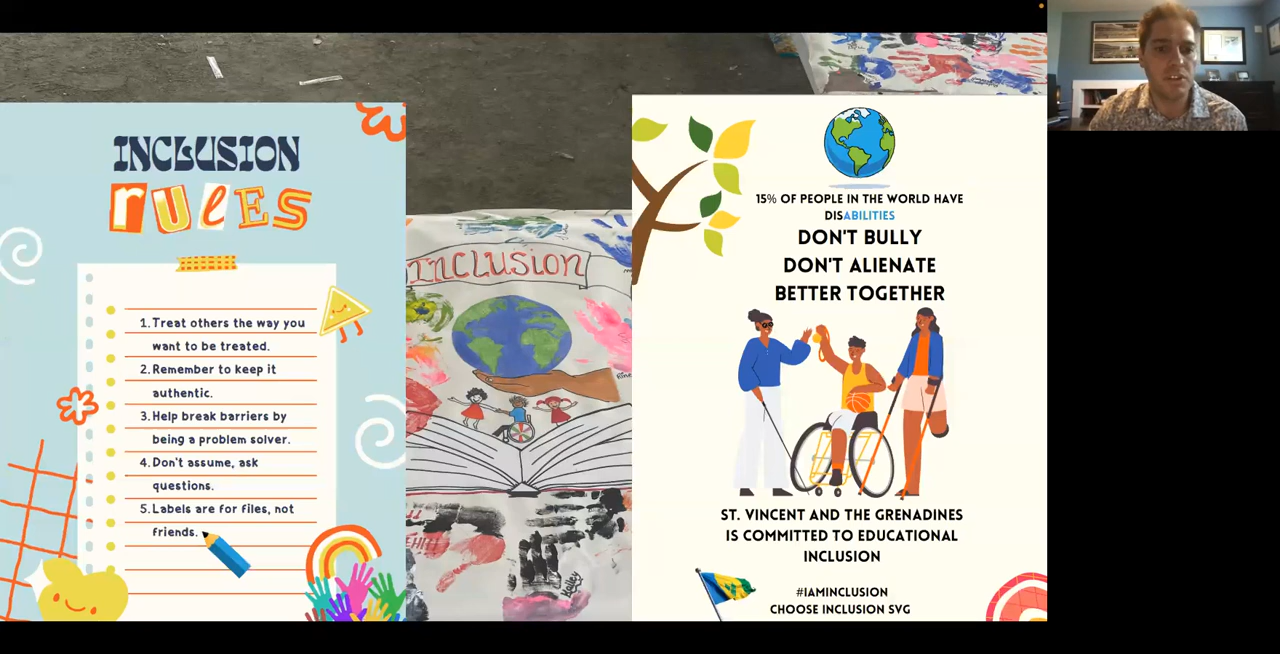 INCLUSION
RULES
1. Treat others the way you
want to be treated.
2. Remember to keep it
authentic.
3. Help break barriers by
being a problem solver.
4. Don't assume, ask
questions.
5. Labels are for files, not
friends.
INCLUSION
15% OF PEOPLE IN THE WORLD HAVE
DISABILITIES
DON'T BULLY
DON'T ALIENATE
BETTER TOGETHER
ST. VINCENT AND THE GRENADINES
IS COMMITTED TO EDUCATIONAL
INCLUSION
#IAMINCLUSION
CHOOSE INCLUSION SVG